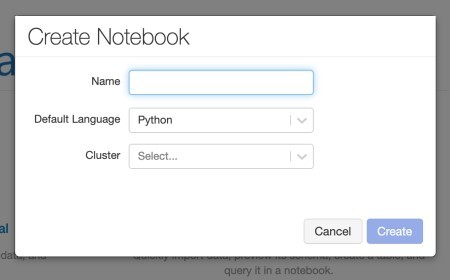 Create Notebook
Name
Default Language Python
Cluster Select...
Cancel Create
query it in a notebook.